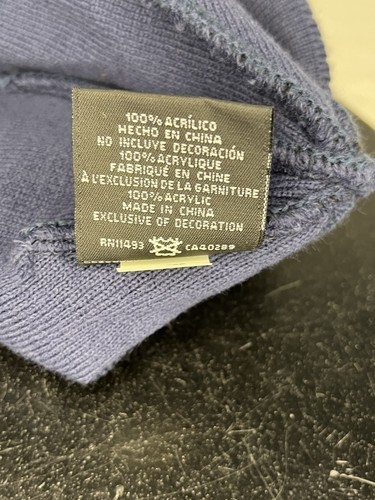 100% ACRÍLICO
HECHO EN CHINA
NO INCLUYE DECORACIÓN
100% ACRYLIQUE
FABRIQUÉ EN CHINE
À L'EXCLUSION DE LA GARNITURE
100% ACRYLIC
MADE IN CHINA
EXCLUSIVE OF DECORATION
RN11493 CA40289